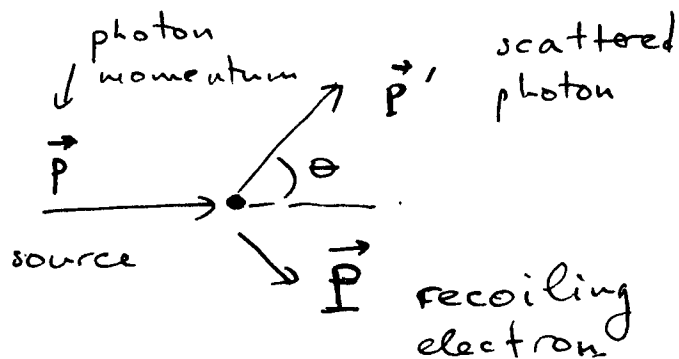 photon
momentum
scattered
photon
p⃗
p⃗ ′
θ
source
P⃗
recoiling
electron